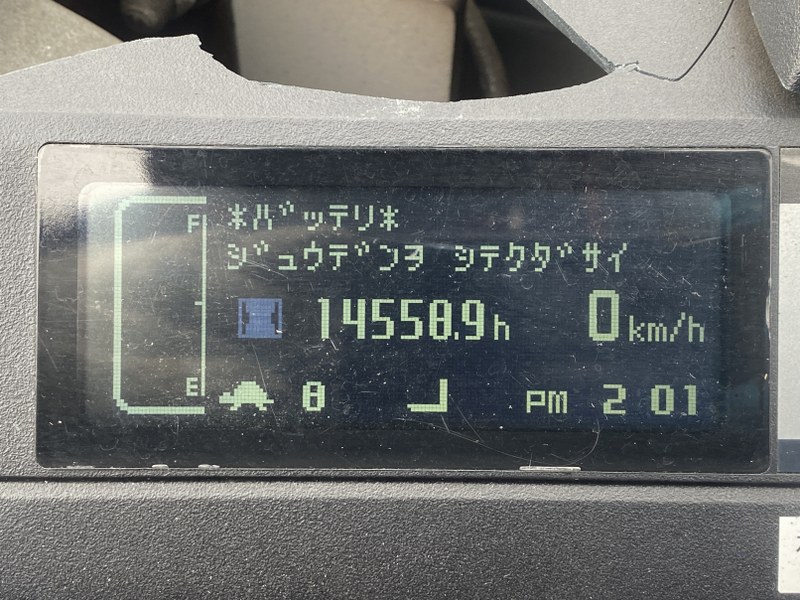 F
*バッテリ*
ジュウデンヲ シテクダサイ
14558.9h 0km/h
E 8 PM 2 01